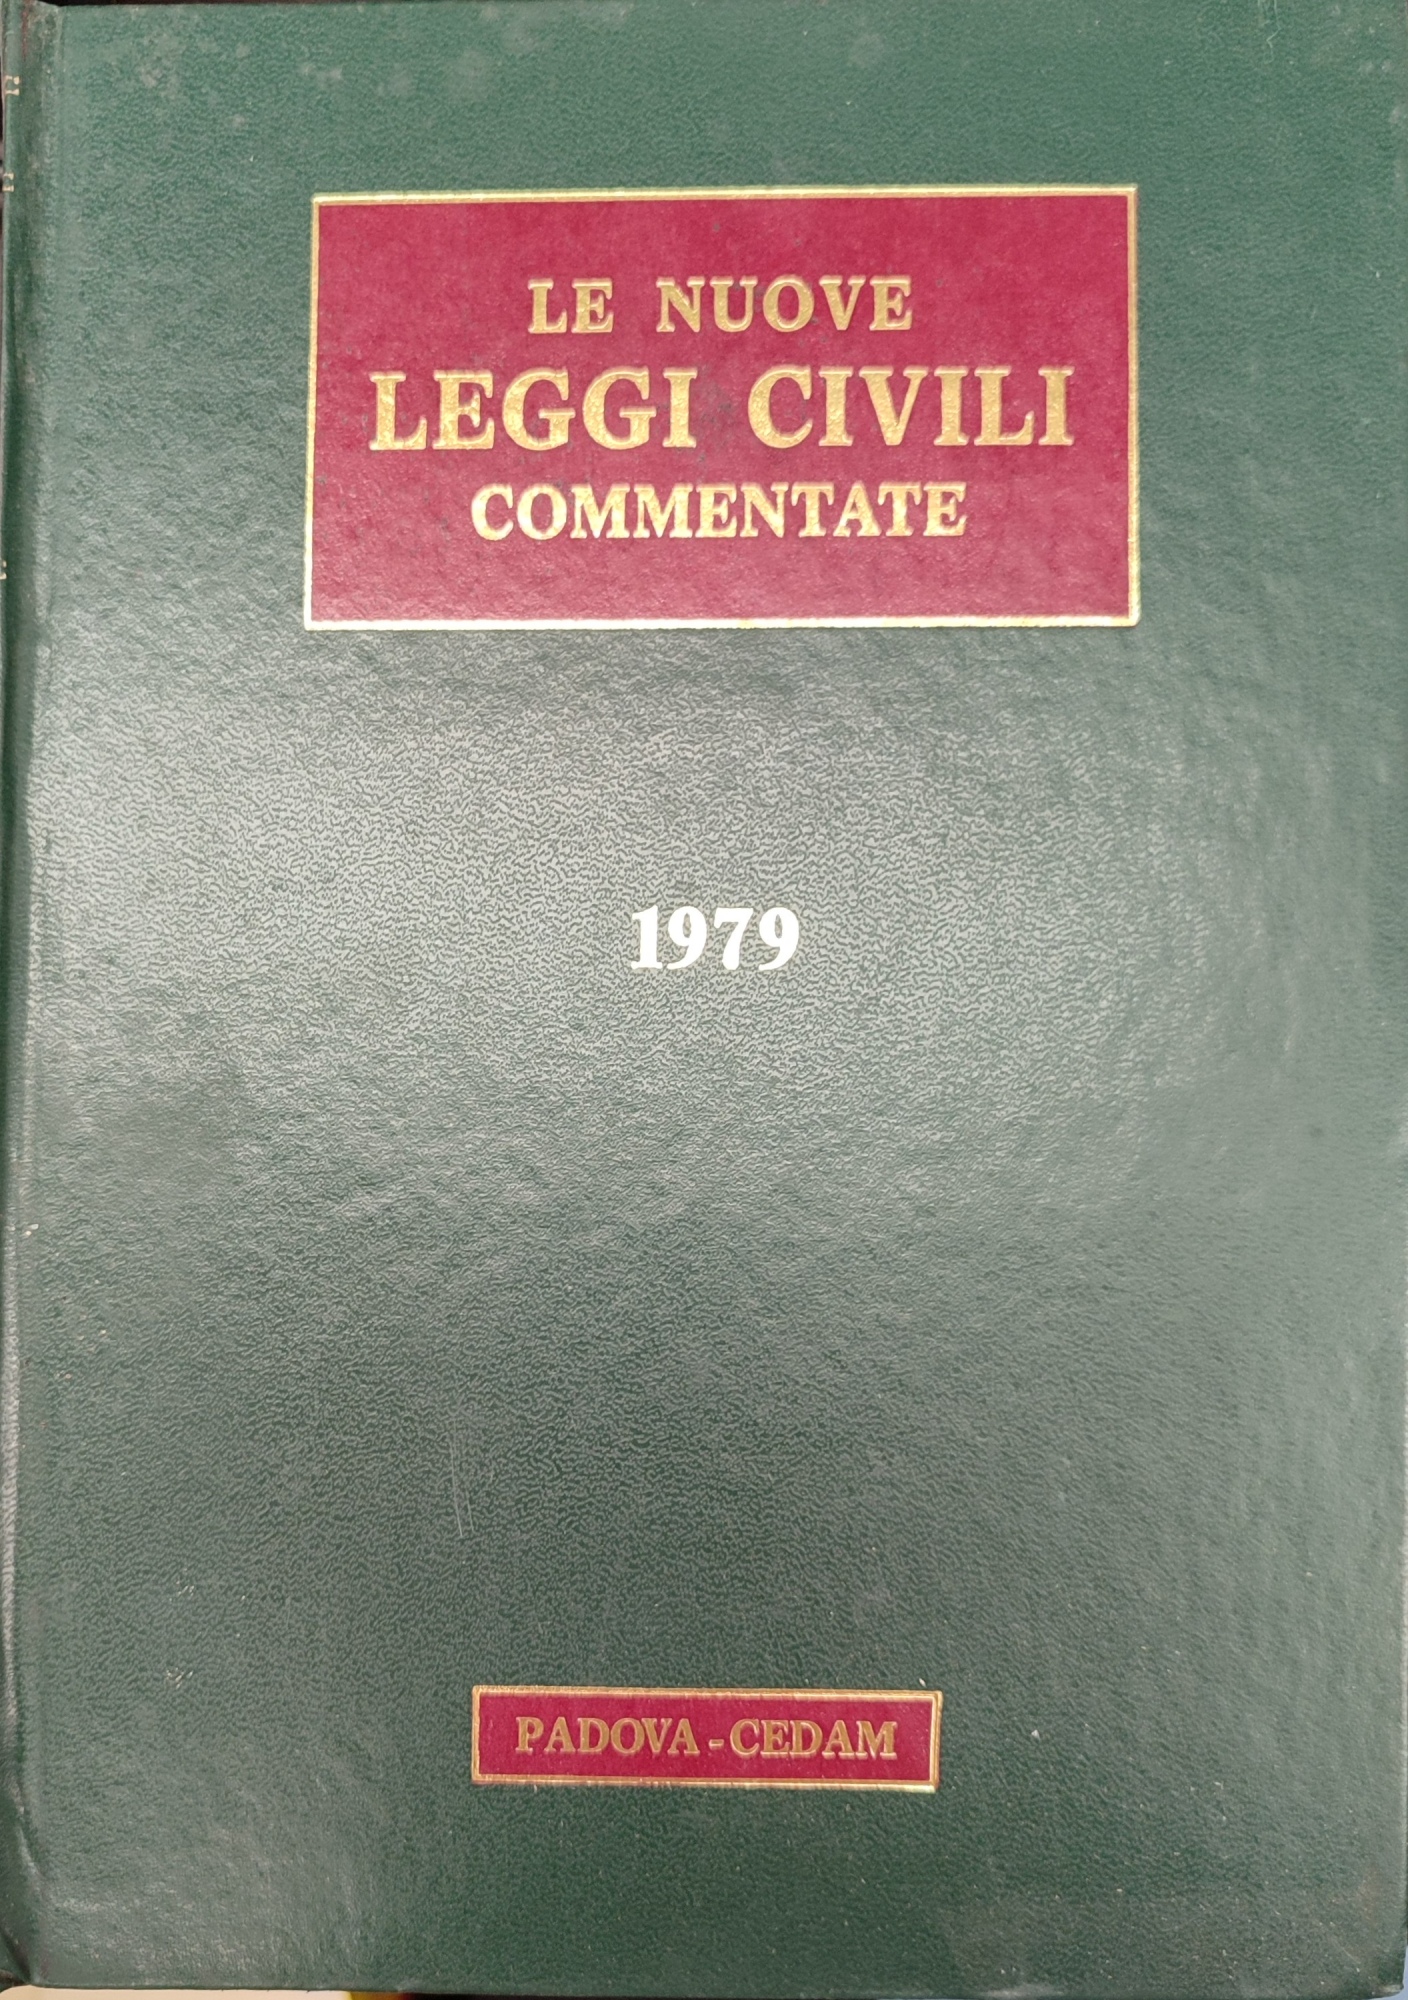 LE NUOVE
LEGGI CIVILI
COMMENTATE
1979
PADOVA - CEDAM